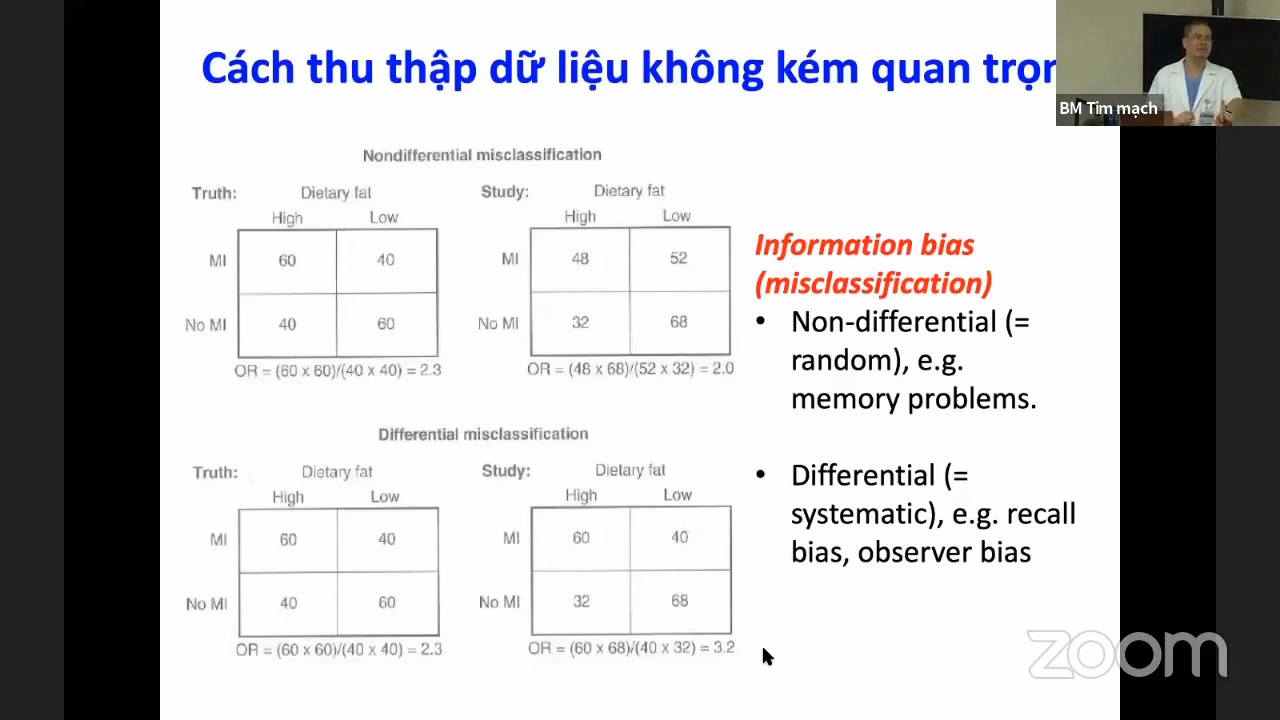 Cách thu thập dữ liệu không kém quan trọn
BM Tim mạch
Nondifferential misclassification
Truth: Dietary fat
High Low
MI 60 40
No MI 40 60
OR = (60 x 60)/(40 x 40) = 2.3
Study: Dietary fat
High Low
MI 48 52
No MI 32 68
OR = (48 x 68)/(52 x 32) = 2.0
Differential misclassification
Truth: Dietary fat
High Low
MI 60 40
No MI 40 60
OR = (60 x 60)/(40 x 40) = 2.3
Study: Dietary fat
High Low
MI 60 40
No MI 32 68
OR = (60 x 68)/(40 x 32) = 3.2
Information bias
(misclassification)
• Non-differential (=
random), e.g.
memory problems.
• Differential (=
systematic), e.g. recall
bias, observer bias
zoom